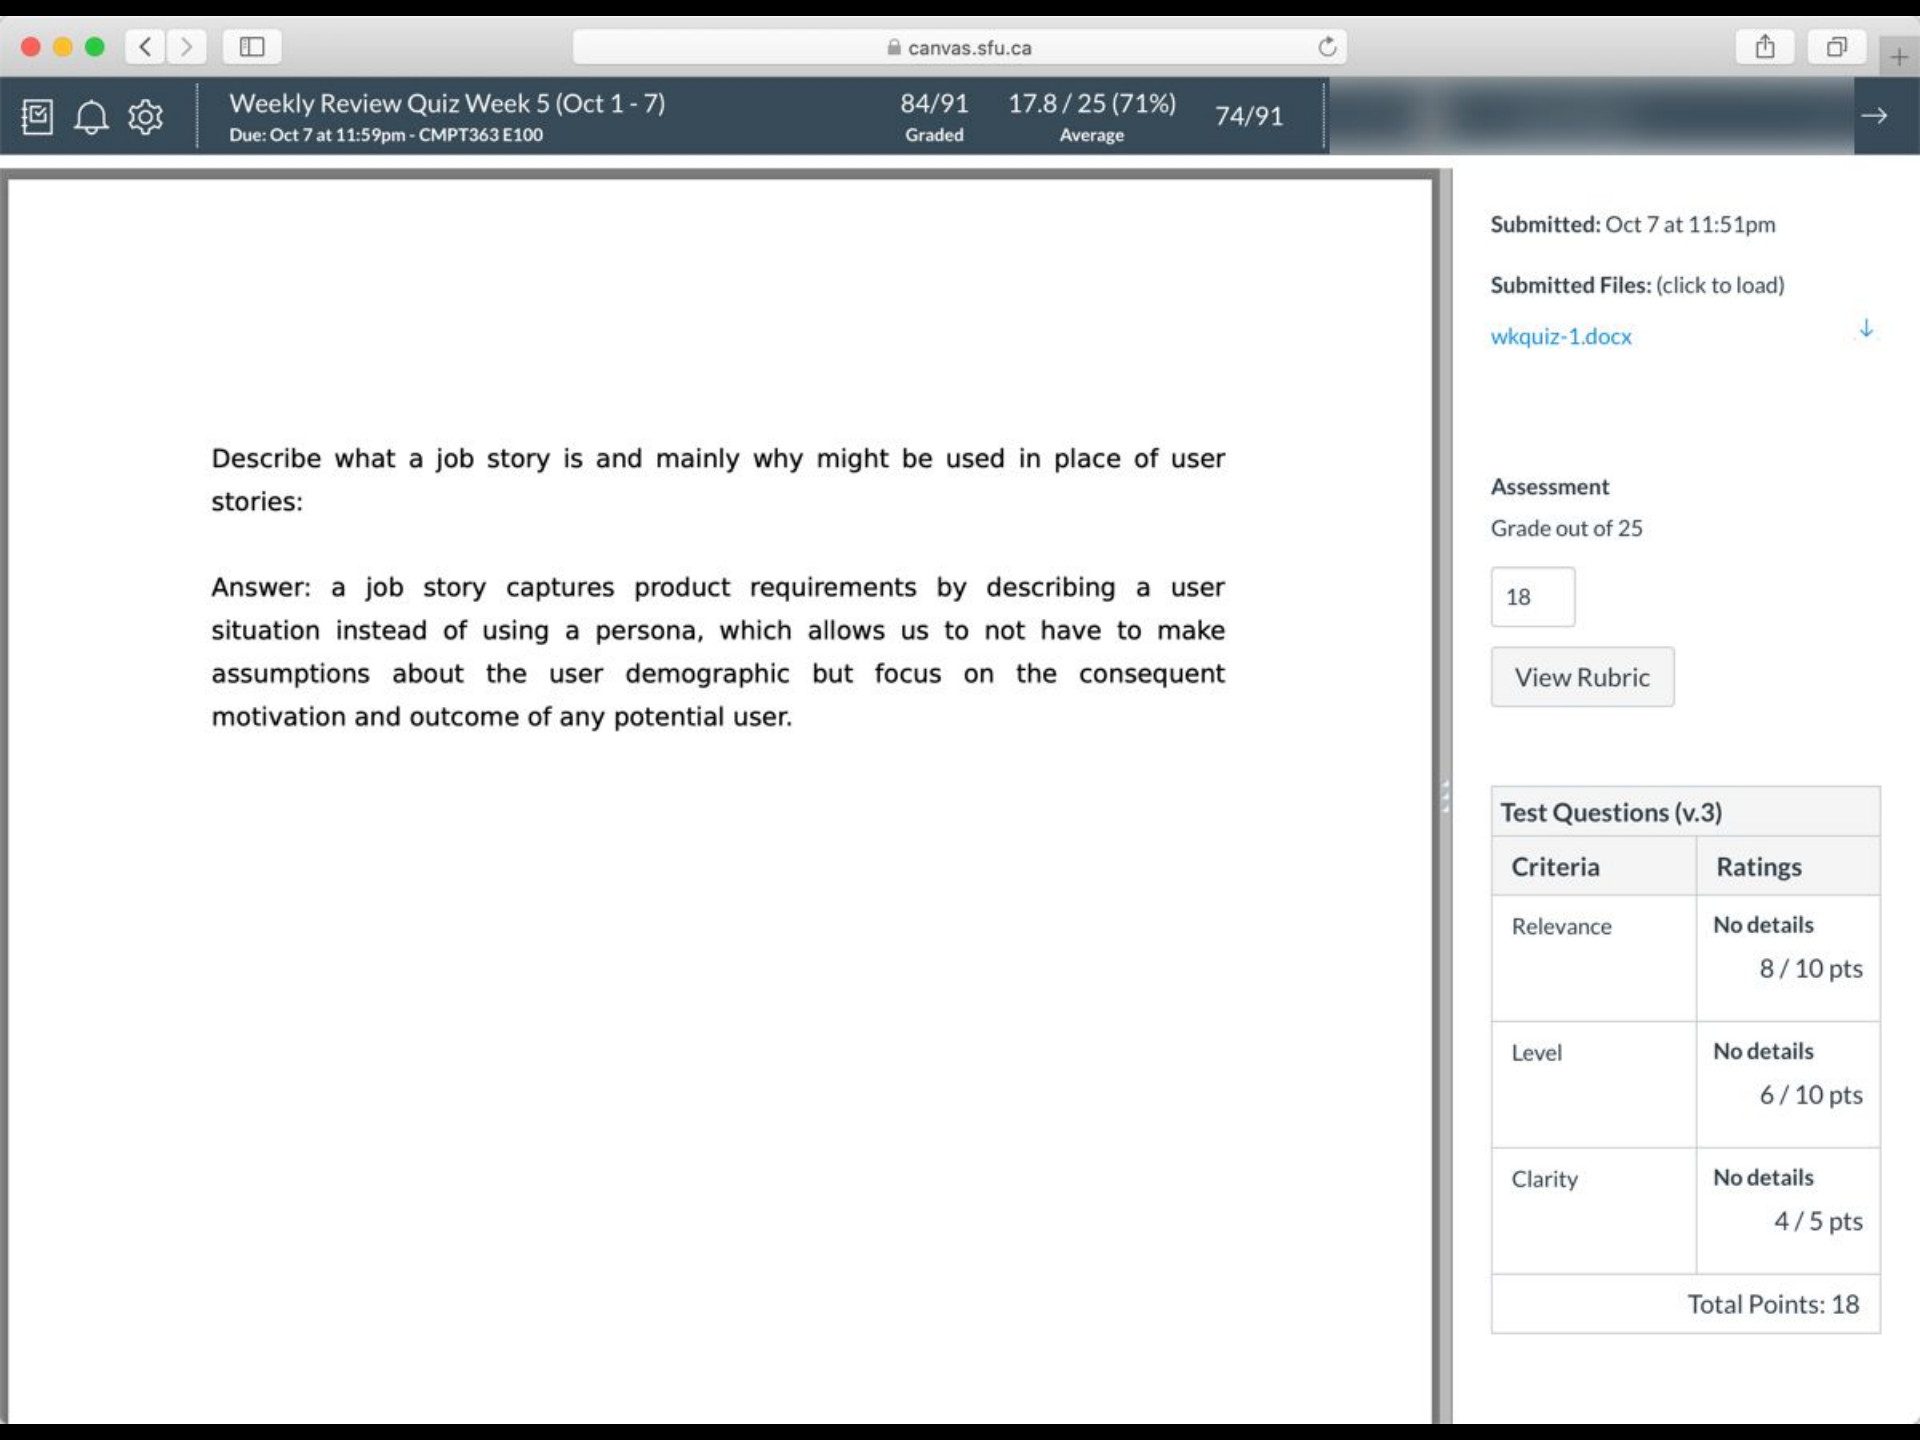 canvas.sfu.ca
Weekly Review Quiz Week 5 (Oct 1 - 7)
Due: Oct 7 at 11:59pm - CMPT363 E100
84/91
Graded
17.8 / 25 (71%)
Average
74/91
Describe what a job story is and mainly why might be used in place of user
stories:
Answer: a job story captures product requirements by describing a user
situation instead of using a persona, which allows us to not have to make
assumptions about the user demographic but focus on the consequent
motivation and outcome of any potential user.
Submitted: Oct 7 at 11:51pm
Submitted Files: (click to load)
wkquiz-1.docx
Assessment
Grade out of 25
18
View Rubric
Test Questions (v.3)
Criteria Ratings
Relevance No details
8 / 10 pts
Level No details
6 / 10 pts
Clarity No details
4 / 5 pts
Total Points: 18